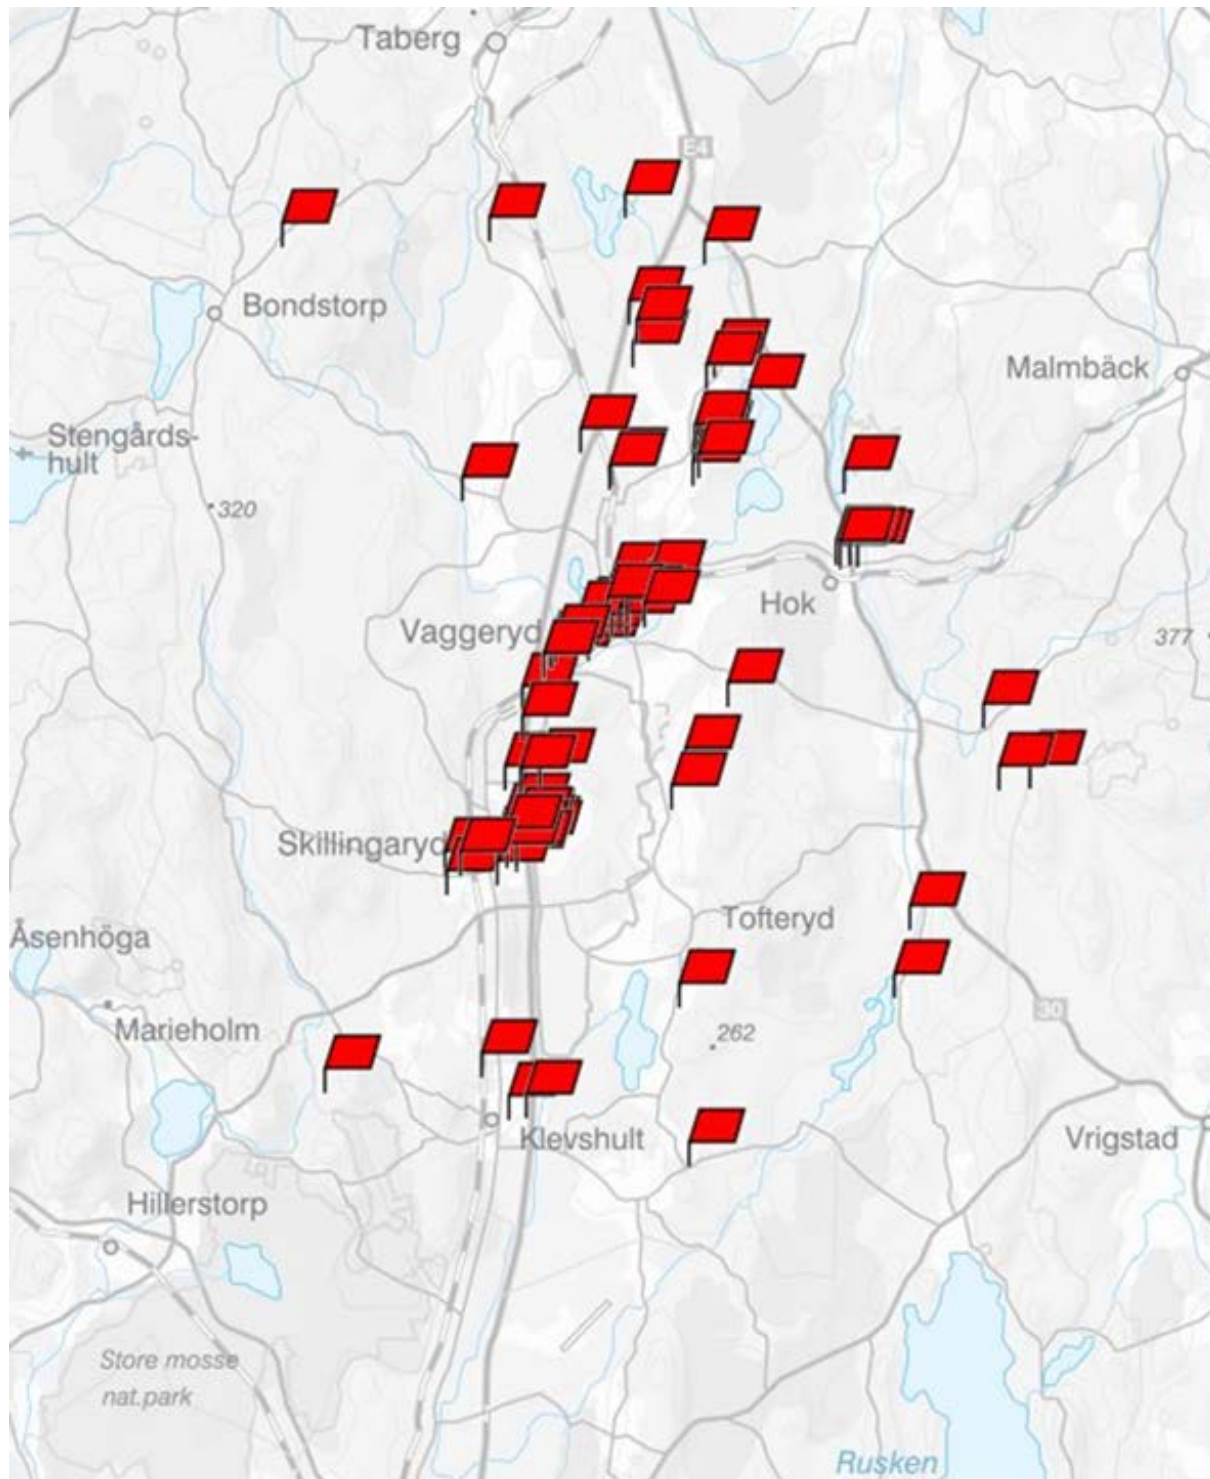 Taberg
E4
Bondstorp
Malmbäck
Stengårds-
hult
320
Hok
Vaggeryd
377
Skillingaryd
Tofteryd
Åsenhöga
30
Marieholm
262
Klevshult
Vrigstad
Hillerstorp
Store mosse
nat.park
Rusken